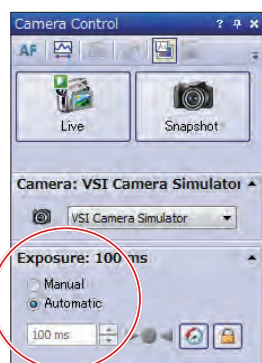 Camera Control
AF
Live Snapshot
Camera: VSI Camera Simulator
VSI Camera Simulator
Exposure: 100 ms
Manual
Automatic
100 ms